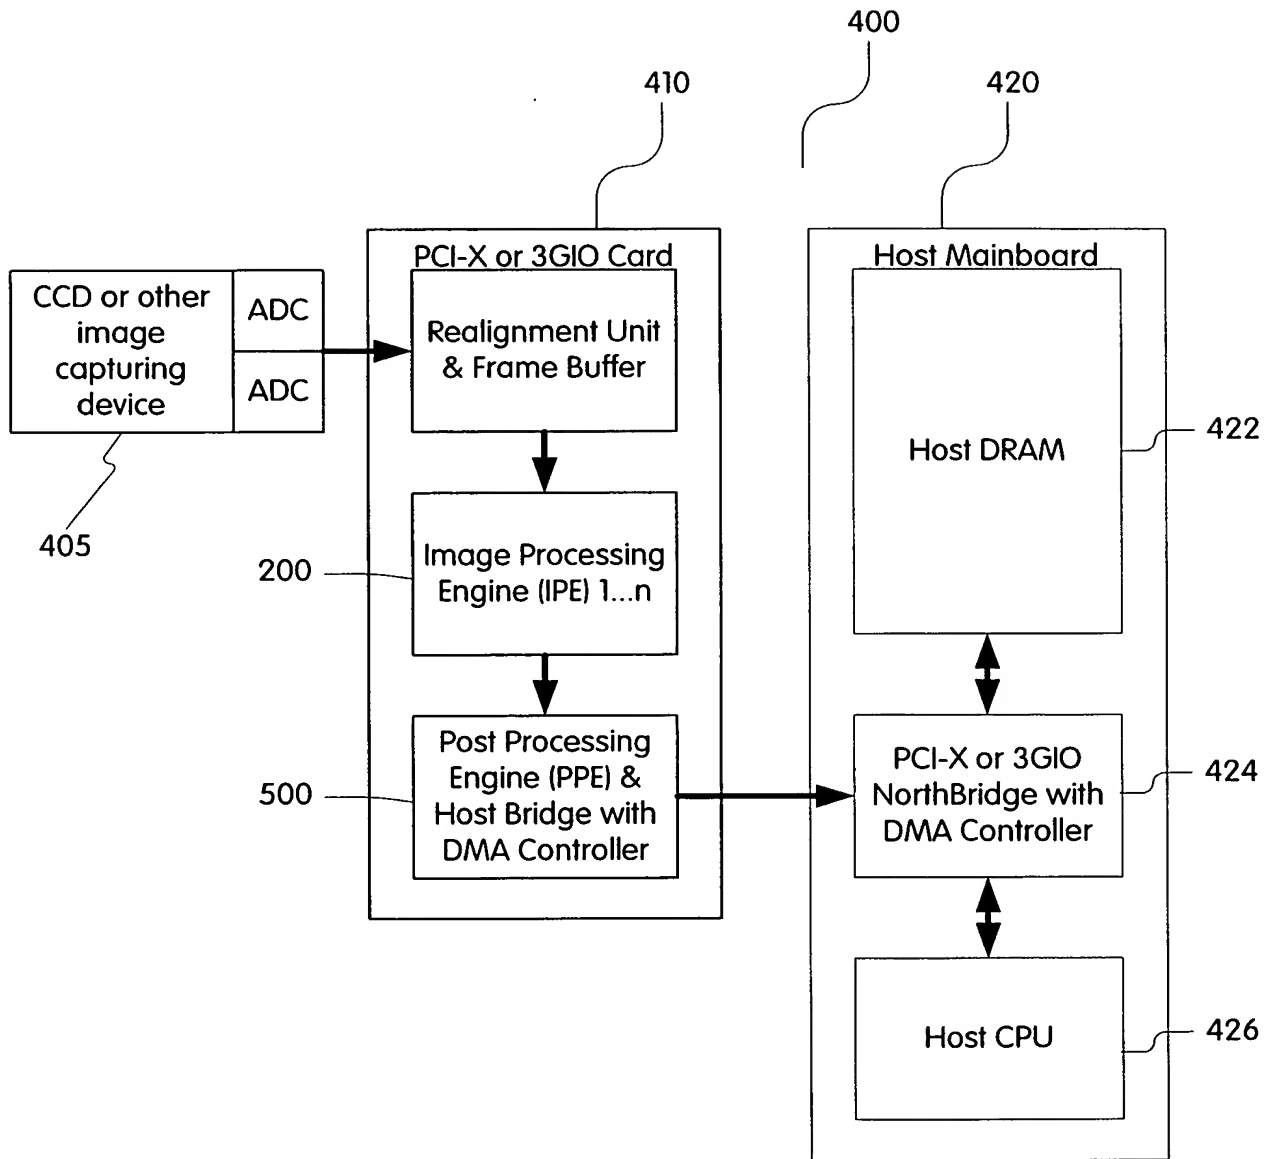 400
410
420
PCI-X or 3GIO Card
Host Mainboard
CCD or other
image
capturing
device
ADC
ADC
Realignment Unit
& Frame Buffer
Host DRAM
422
405
200
Image Processing
Engine (IPE) 1...n
500
Post Processing
Engine (PPE) &
Host Bridge with
DMA Controller
PCI-X or 3GIO
NorthBridge with
DMA Controller
424
Host CPU
426